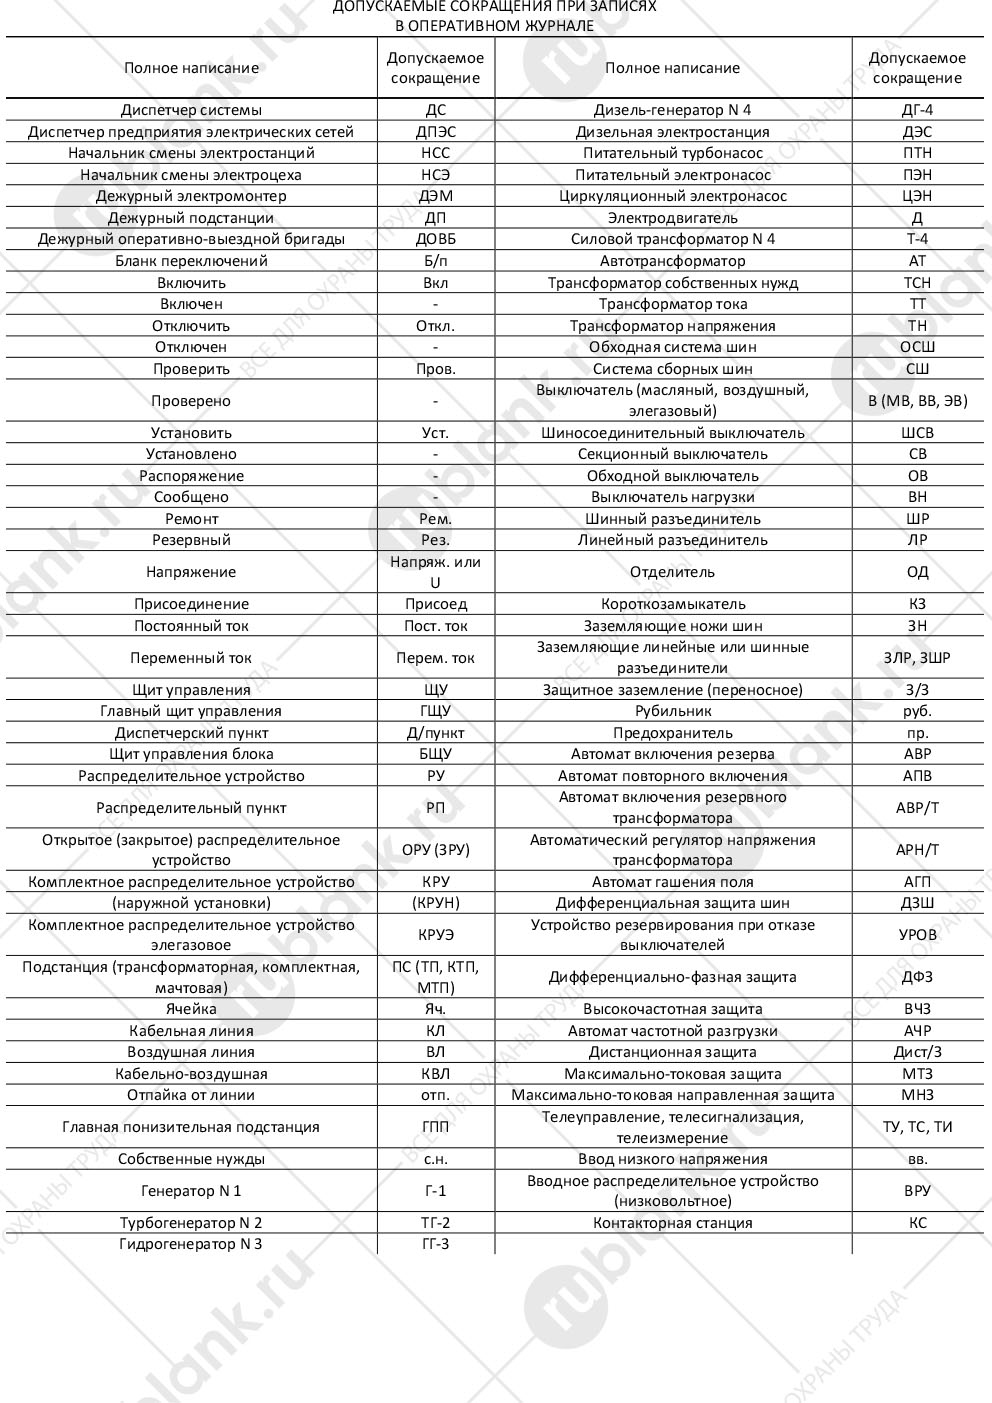 ДОПУСКАЕМЫЕ СОКРАЩЕНИЯ ПРИ ЗАПИСЯХ
В ОПЕРАТИВНОМ ЖУРНАЛЕ
Полное написание Допускаемое сокращение Полное написание Допускаемое сокращение
Диспетчер системы ДС Дизель-генератор N 4 ДГ-4
Диспетчер предприятия электрических сетей ДПЭС Дизельная электростанция ДЭС
Начальник смены электростанций НСС Питательный турбонасос ПТН
Начальник смены электроцеха НСЭ Питательный электронасос ПЭН
Дежурный электромонтер ДЭМ Циркуляционный электронасос ЦЭН
Дежурный подстанции ДП Электродвигатель Д
Дежурный оперативно-выездной бригады ДОВБ Силовой трансформатор N 4 Т-4
Бланк переключений Б/п Автотрансформатор АТ
Включить Вкл Трансформатор собственных нужд ТСН
Включен - Трансформатор тока ТТ
Отключить Откл. Трансформатор напряжения ТН
Отключен - Обходная система шин ОСШ
Проверить Пров. Система сборных шин СШ
Проверено - Выключатель (масляный, воздушный, элегазовый) В (МВ, ВВ, ЭВ)
Установить Уст. Шиносоединительный выключатель ШСВ
Установлено - Секционный выключатель СВ
Распоряжение - Обходной выключатель ОВ
Сообщено - Выключатель нагрузки ВН
Ремонт Рем. Шинный разъединитель ШР
Резервный Рез. Линейный разъединитель ЛР
Напряжение Напряж. или U Отделитель ОД
Присоединение Присоед Короткозамыкатель КЗ
Постоянный ток Пост. ток Заземляющие ножи шин ЗН
Переменный ток Перем. ток Заземляющие линейные или шинные разъединители ЗЛР, ЗШР
Щит управления ЩУ Защитное заземление (переносное) З/З
Главный щит управления ГЩУ Рубильник руб.
Диспетчерский пункт Д/пункт Предохранитель пр.
Щит управления блока БЩУ Автомат включения резерва АВР
Распределительное устройство РУ Автомат повторного включения АПВ
Распределительный пункт РП Автомат включения резервного трансформатора АВР/Т
Открытое (закрытое) распределительное устройство ОРУ (ЗРУ) Автоматический регулятор напряжения трансформатора АРН/Т
Комплектное распределительное устройство КРУ Автомат гашения поля АГП
(наружной установки) (КРУН) Дифференциальная защита шин ДЗШ
Комплектное распределительное устройство элегазовое КРУЭ Устройство резервирования при отказе выключателей УРОВ
Подстанция (трансформаторная, комплектная, мачтовая) ПС (ТП, КТП, МТП) Дифференциально-фазная защита ДФЗ
Ячейка Яч. Высокочастотная защита ВЧЗ
Кабельная линия КЛ Автомат частотной разгрузки АЧР
Воздушная линия ВЛ Дистанционная защита Дист/З
Кабельно-воздушная КВЛ Максимально-токовая защита МТЗ
Отпайка от линии отп. Максимально-токовая направленная защита МНЗ
Главная понизительная подстанция ГПП Телеуправление, телесигнализация, телеизмерение ТУ, ТС, ТИ
Собственные нужды с.н. Ввод низкого напряжения вв.
Генератор N 1 Г-1 Вводное распределительное устройство (низковольтное) ВРУ
Турбогенератор N 2 ТГ-2 Контакторная станция КС
Гидрогенератор N 3 ГГ-3
rublank.ru
ВСЕ ДЛЯ ОХРАНЫ ТРУДА